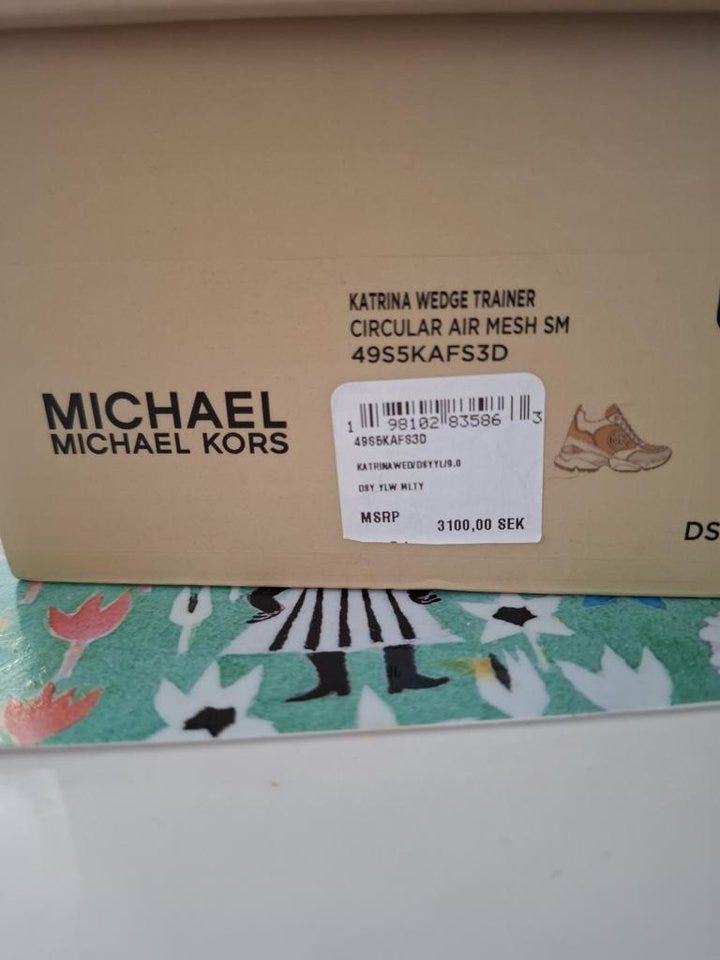 KATRINA WEDGE TRAINER
CIRCULAR AIR MESH SM
49S5KAFS3D
MICHAEL
MICHAEL KORS
1 98102 83586 3
49S5KAFS3D
KATRINAWED/DSYYL/9.0
DSY YLW MLTY
MSRP 3100,00 SEK
DS